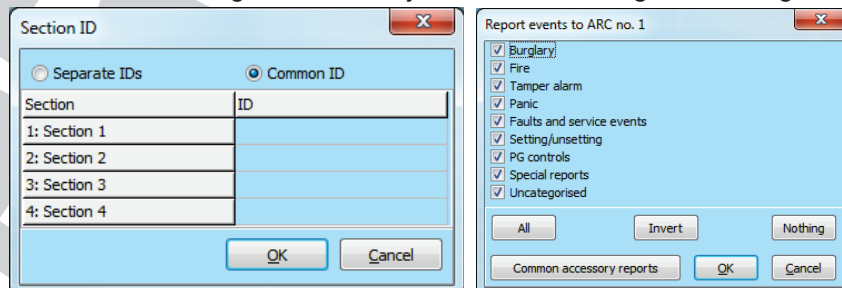 Section ID
Separate IDs Common ID
Section ID
1: Section 1
2: Section 2
3: Section 3
4: Section 4
OK Cancel
Report events to ARC no. 1
Burglary
Fire
Tamper alarm
Panic
Faults and service events
Setting/unsetting
PG controls
Special reports
Uncategorised
All Invert Nothing
Common accessory reports OK Cancel